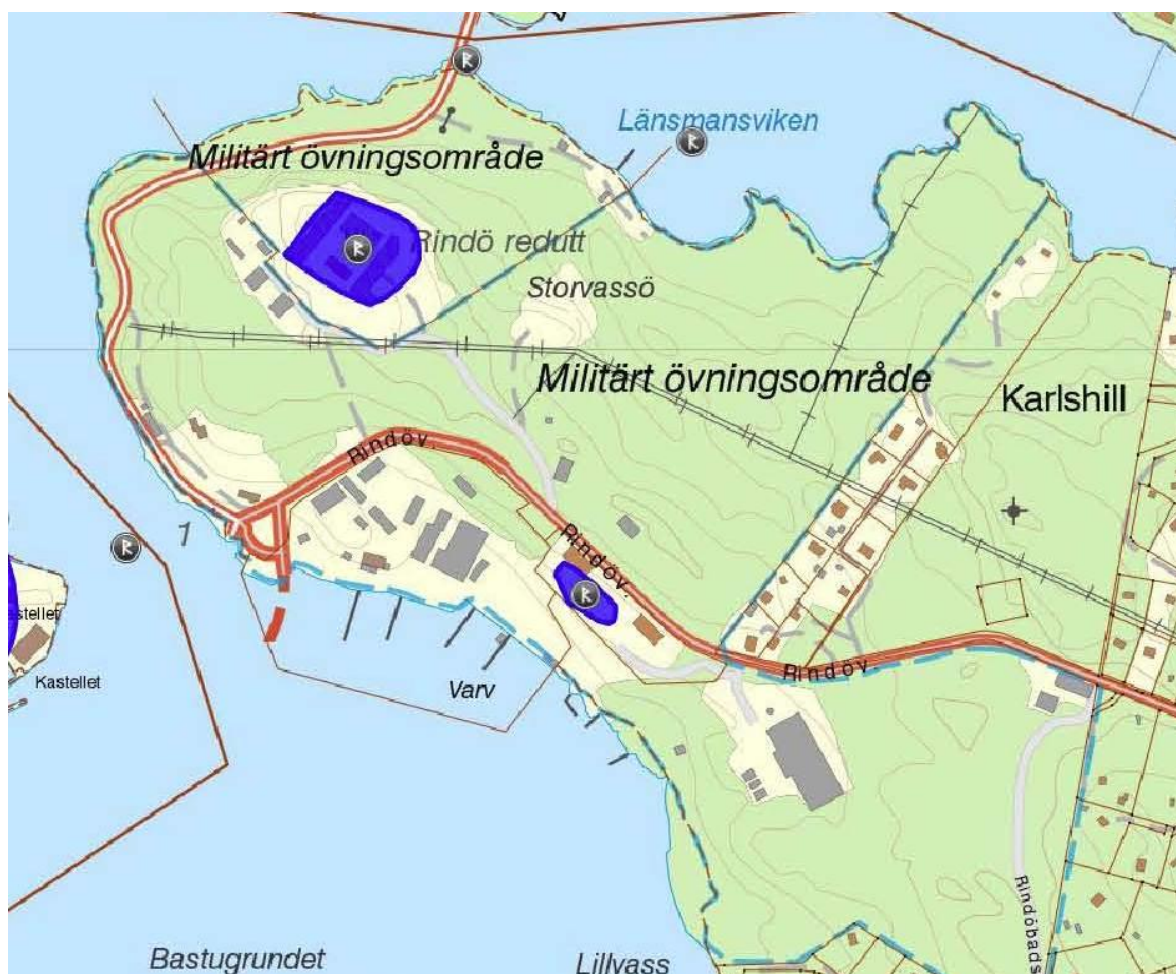 Länsmansviken
Militärt övningsområde
Rindö redutt
Storvassö
Militärt övningsområde
Karlshill
Rindöv.
1
Rindöv.
stellet
Kastellet
Rindöv.
Varv
Rindöbads
Bastugrundet
Lillvass